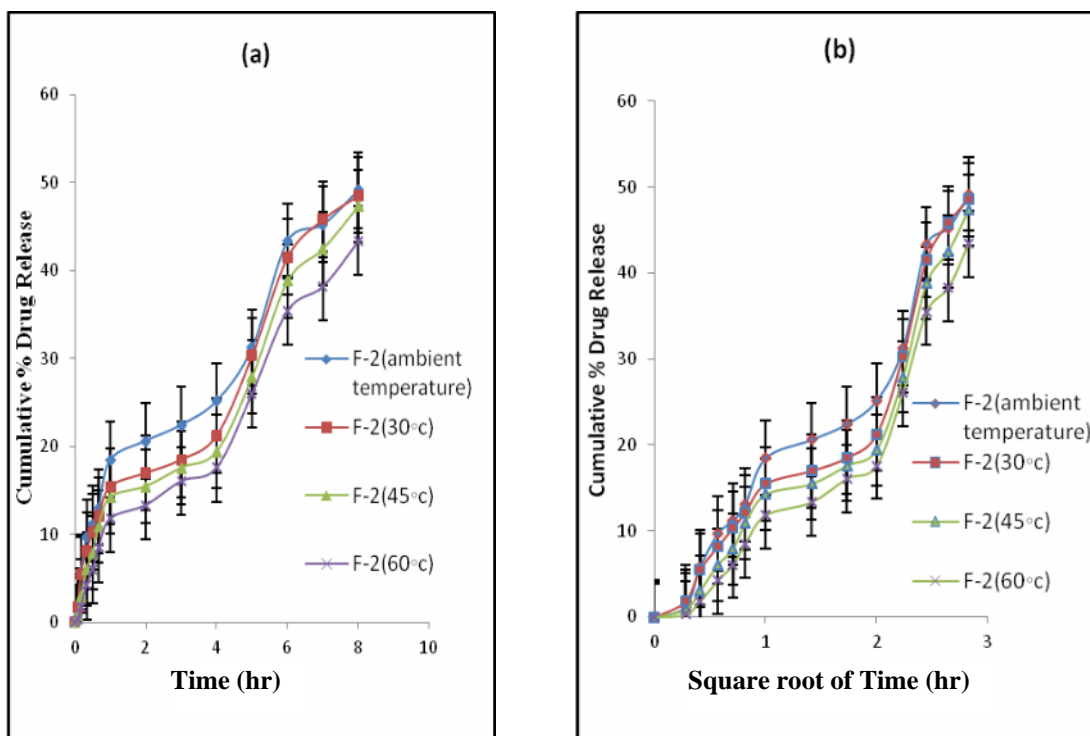 (a)
60
50
40
30
20
10
0
Cumulative % Drug Release
F-2(ambient
temperature)
F-2(30°c)
F-2(45°c)
F-2(60°c)
0 2 4 6 8 10
Time (hr)
(b)
60
50
40
30
20
10
0
Cumulative % Drug Release
F-2(ambient
temperature)
F-2(30°c)
F-2(45°c)
F-2(60°c)
0 1 2 3
Square root of Time (hr)